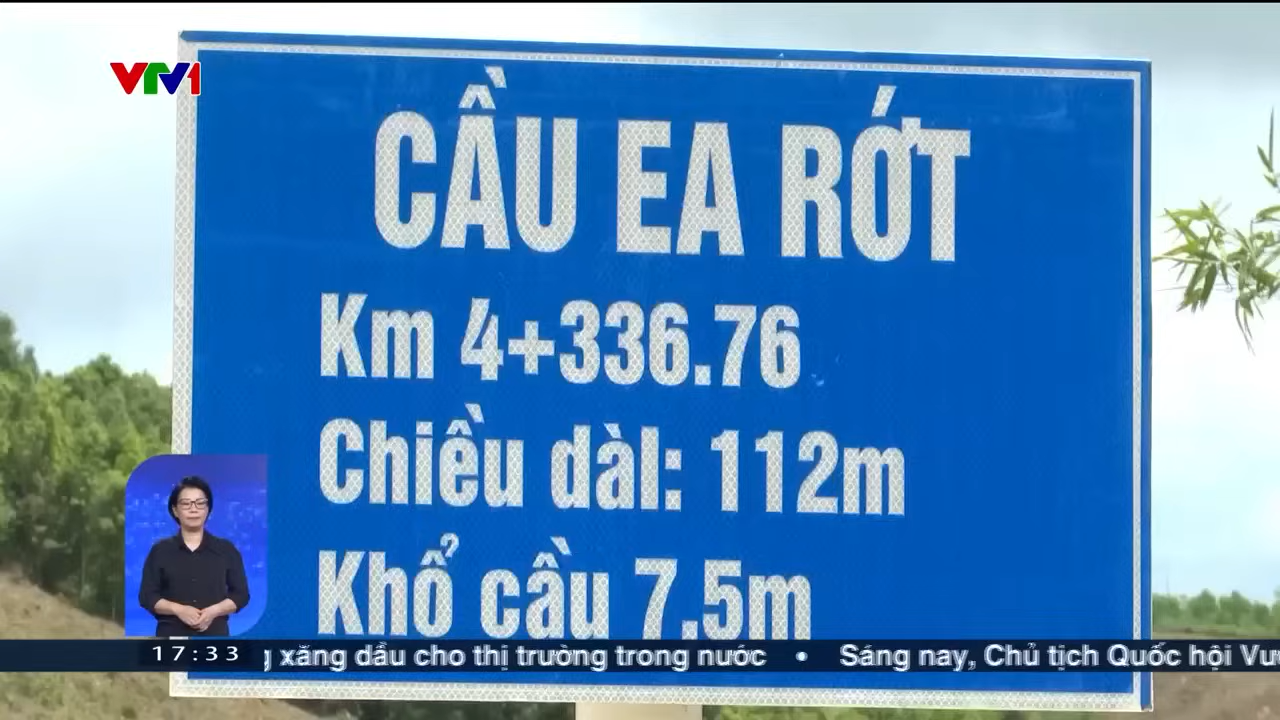 VTV1
CẦU EA RỚT
Km 4+336.76
Chiều dàl: 112m
Khổ cầu 7.5m
17:33
xăng dầu cho thị trường trong nước • Sáng nay, Chủ tịch Quốc hội